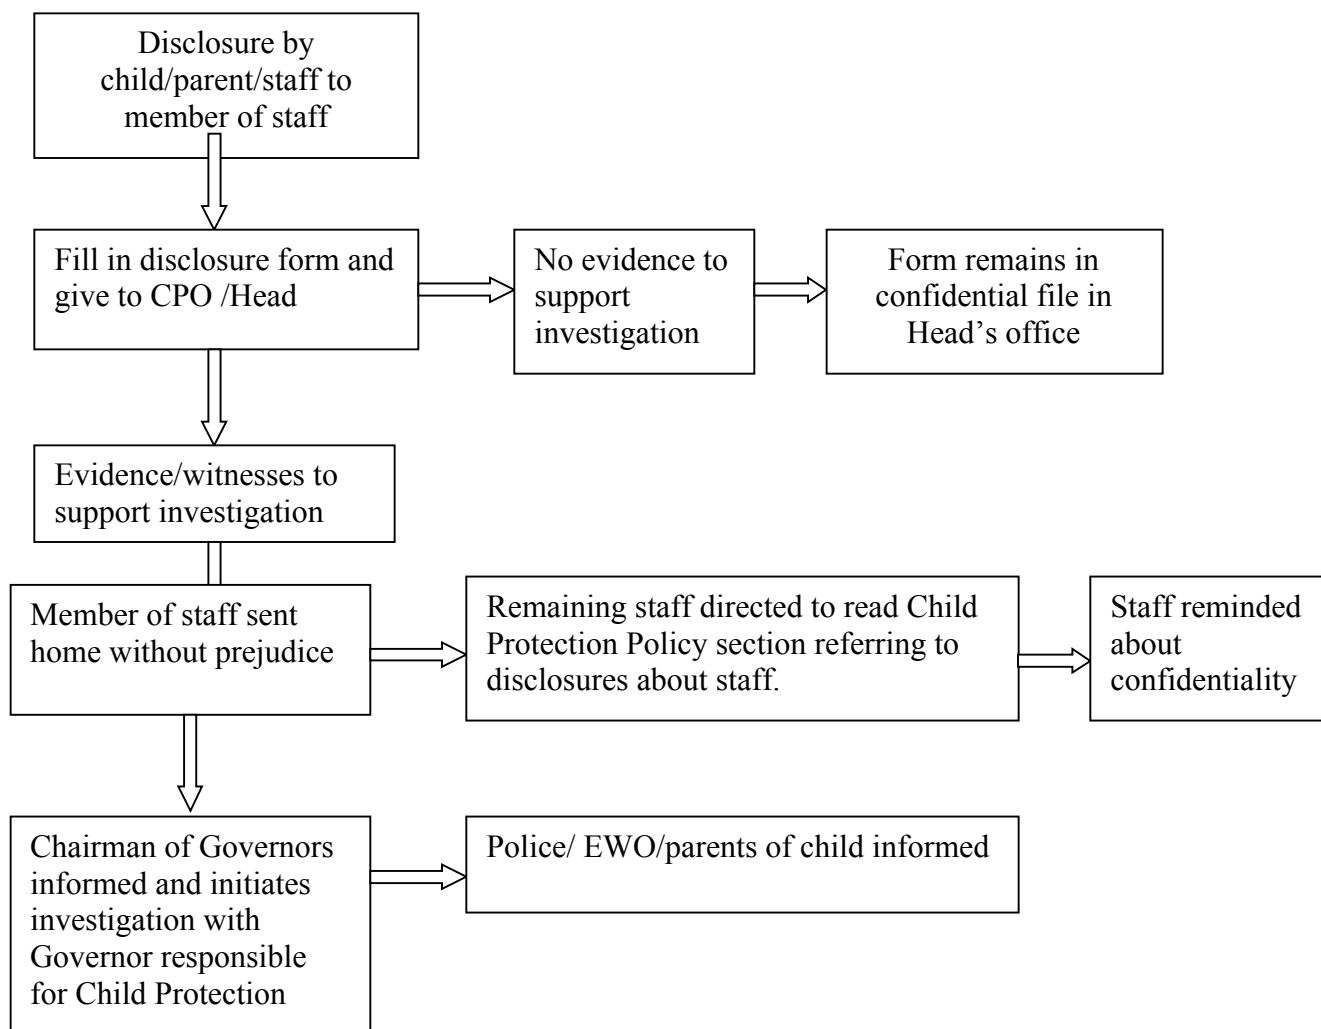 Disclosure by
child/parent/staff to
member of staff
Fill in disclosure form and
give to CPO /Head
No evidence to
support
investigation
Form remains in
confidential file in
Head’s office
Evidence/witnesses to
support investigation
Member of staff sent
home without prejudice
Remaining staff directed to read Child
Protection Policy section referring to
disclosures about staff.
Staff reminded
about
confidentiality
Chairman of Governors
informed and initiates
investigation with
Governor responsible
for Child Protection
Police/ EWO/parents of child informed